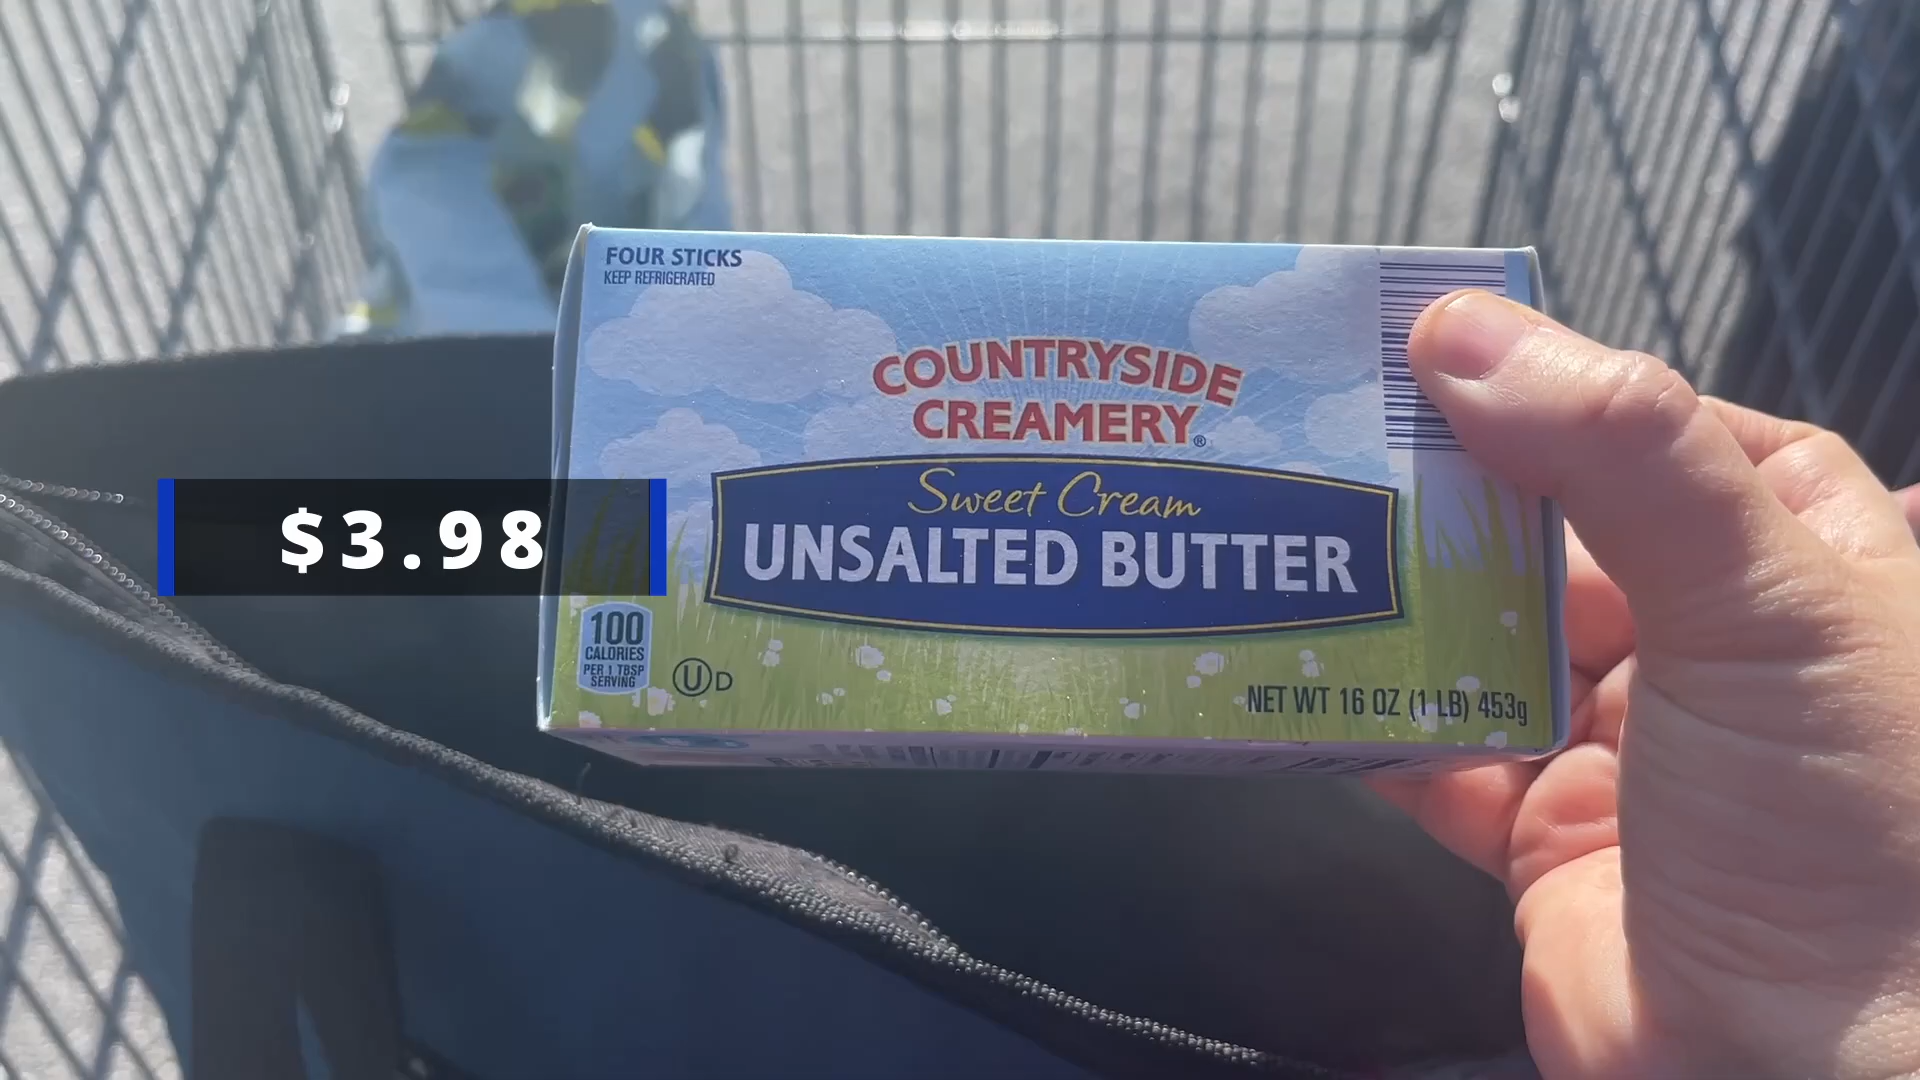 FOUR STICKS
KEEP REFRIGERATED
COUNTRYSIDE
CREAMERY®
Sweet Cream
UNSALTED BUTTER
$3.98
100
CALORIES
PER 1 TBSP
SERVING
U D
NET WT 16 OZ (1 LB) 453g